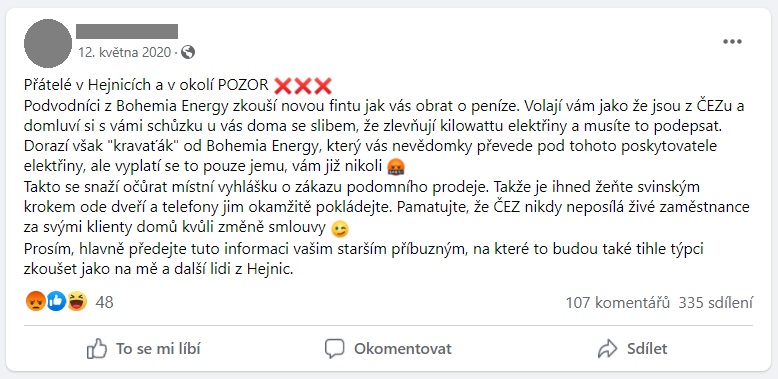 12. května 2020
Přátelé v Hejnicích a v okolí POZOR ❌❌❌
Podvodníci z Bohemia Energy zkouší novou fintu jak vás obrat o peníze. Volají vám jako že jsou z ČEZu a
domluví si s vámi schůzku u vás doma se slibem, že zlevňují kilowattu elektřiny a musíte to podepsat.
Dorazí však "kravaťák" od Bohemia Energy, který vás nevědomky převede pod tohoto poskytovatele
elektřiny, ale vyplatí se to pouze jemu, vám již nikoli 🤬
Takto se snaží očůrat místní vyhlášku o zákazu podomního prodeje. Takže je ihned žeňte svinským
krokem ode dveří a telefony jim okamžitě pokládejte. Pamatujte, že ČEZ nikdy neposílá živé zaměstnance
za svými klienty domů kvůli změně smlouvy 😉
Prosím, hlavně předejte tuto informaci vašim starším příbuzným, na které to budou také tihle týpci
zkoušet jako na mě a další lidi z Hejnic.
48 107 komentářů 335 sdílení
To se mi líbí Okomentovat Sdílet